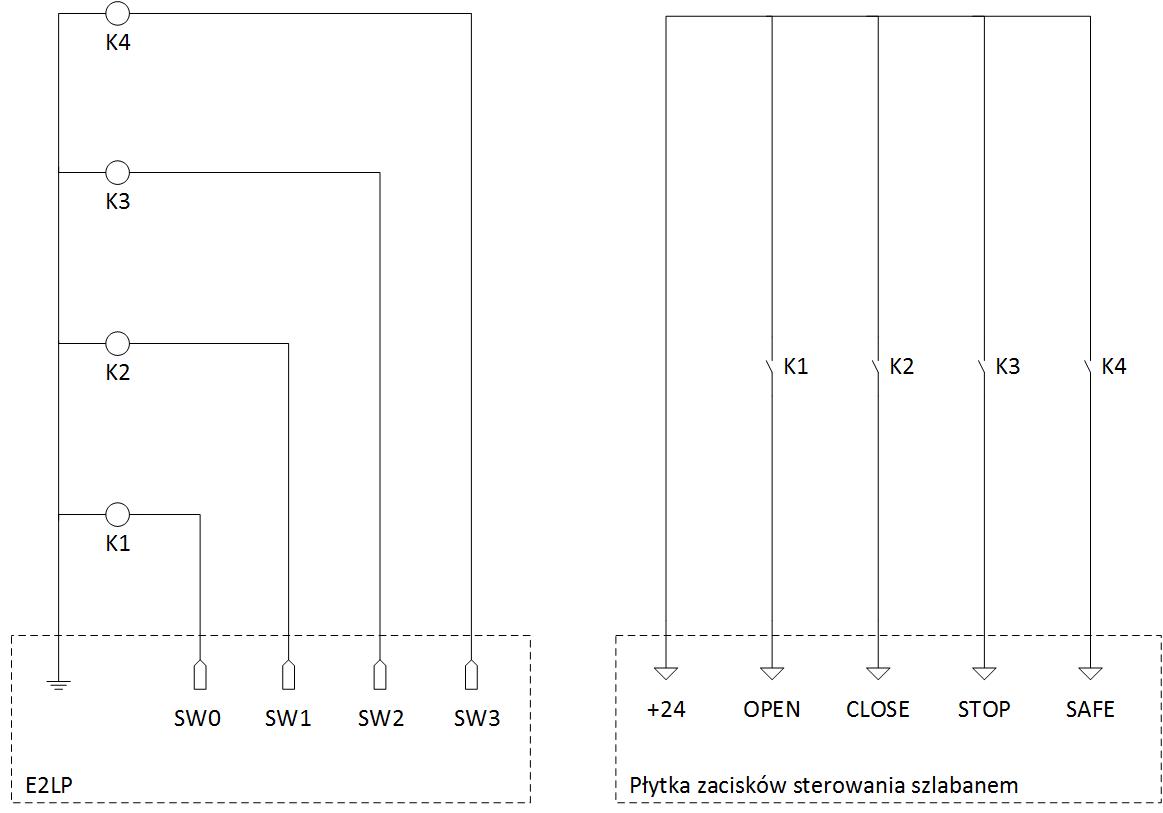 K4
K3
K2
K1
SW0 SW1 SW2 SW3
E2LP
K1 K2 K3 K4
+24 OPEN CLOSE STOP SAFE
Płytka zacisków sterowania szlabanem